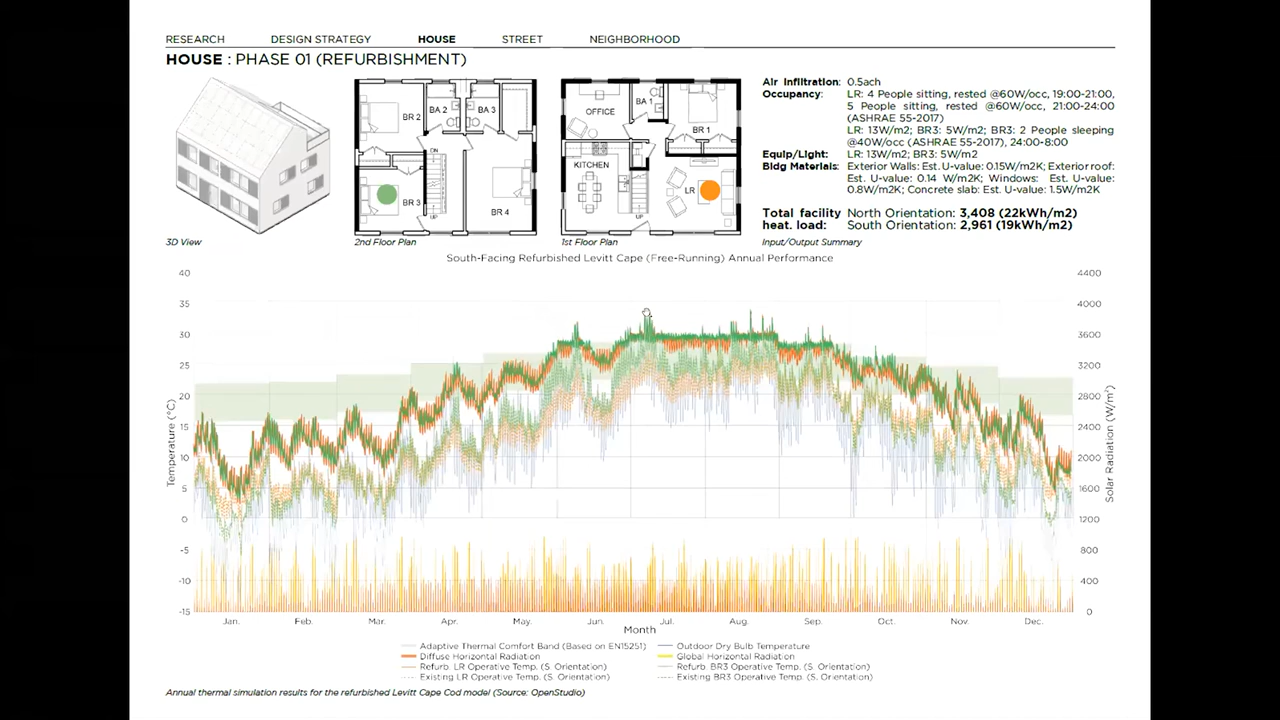 RESEARCH DESIGN STRATEGY HOUSE STREET NEIGHBORHOOD
HOUSE : PHASE 01 (REFURBISHMENT)
3D View
BR 2
BA 2
BA 3
DN
BR 3
BR 4
UP
2nd Floor Plan
OFFICE
BA 1
BR 1
KITCHEN
LR
UP
1st Floor Plan
Air Infiltration: 0.5ach
Occupancy: LR: 4 People sitting, rested @60W/occ, 19:00-21:00,
5 People sitting, rested @60W/occ, 21:00-24:00
(ASHRAE 55-2017)
LR: 13W/m2; BR3: 5W/m2; BR3: 2 People sleeping
@40W/occ (ASHRAE 55-2017), 24:00-8:00
Equip/Light: LR: 13W/m2; BR3: 5W/m2
Bldg Materials: Exterior Walls: Est. U-value: 0.15W/m2K; Exterior roof:
Est. U-value: 0.14 W/m2K; Windows: Est. U-value:
0.8W/m2K; Concrete slab: Est. U-value: 1.5W/m2K
Total facility North Orientation: 3,408 (22kWh/m2)
heat. load: South Orientation: 2,961 (19kWh/m2)
Input/Output Summary
South-Facing Refurbished Levitt Cape (Free-Running) Annual Performance
Temperature (°C)
40
35
30
25
20
15
10
5
0
-5
-10
-15
4400
4000
3600
3200
2800
2400
2000
1600
1200
800
400
0
Solar Radiation (W/m²)
Jan. Feb. Mar. Apr. May. Jun. Jul. Aug. Sep. Oct. Nov. Dec.
Month
Adaptive Thermal Comfort Band (Based on EN15251) Outdoor Dry Bulb Temperature
Diffuse Horizontal Radiation Global Horizontal Radiation
Refurb. LR Operative Temp. (S. Orientation) Refurb. BR3 Operative Temp. (S. Orientation)
Existing LR Operative Temp. (S. Orientation) Existing BR3 Operative Temp. (S. Orientation)
Annual thermal simulation results for the refurbished Levitt Cape Cod model (Source: OpenStudio)